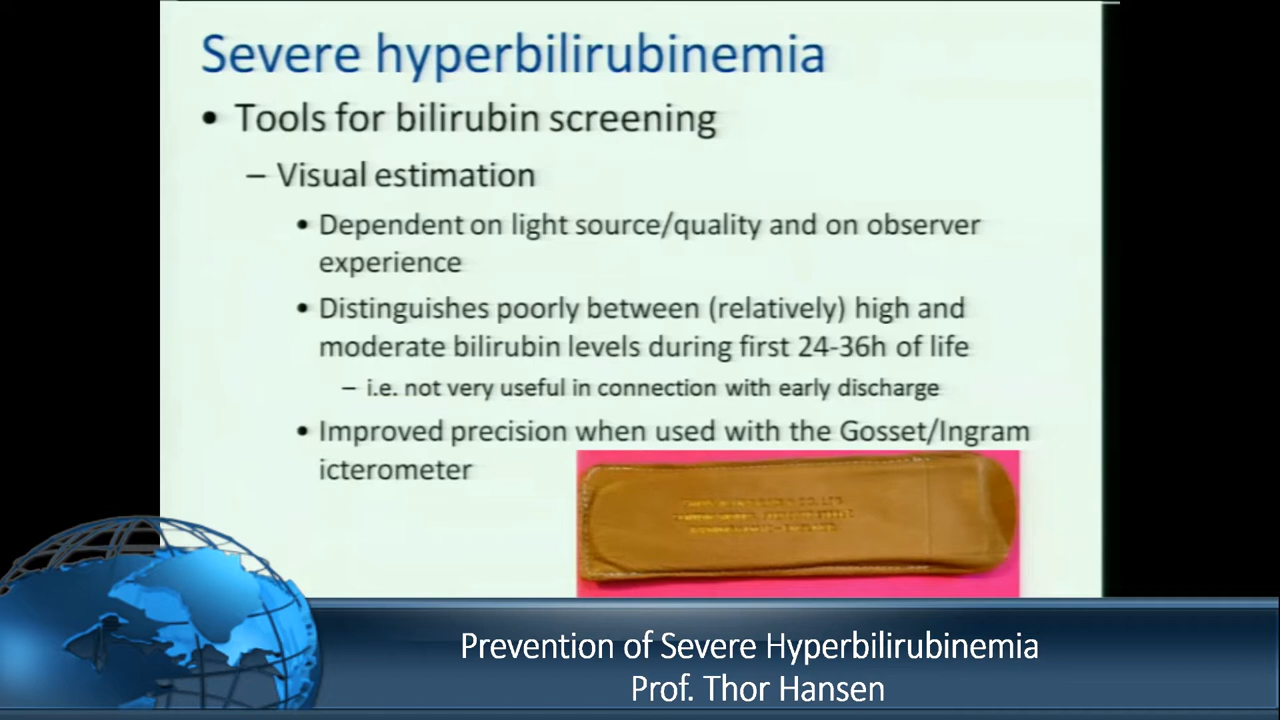 Severe hyperbilirubinemia
• Tools for bilirubin screening
– Visual estimation
• Dependent on light source/quality and on observer
experience
• Distinguishes poorly between (relatively) high and
moderate bilirubin levels during first 24-36h of life
– i.e. not very useful in connection with early discharge
• Improved precision when used with the Gosset/Ingram
icterometer
Prevention of Severe Hyperbilirubinemia
Prof. Thor Hansen